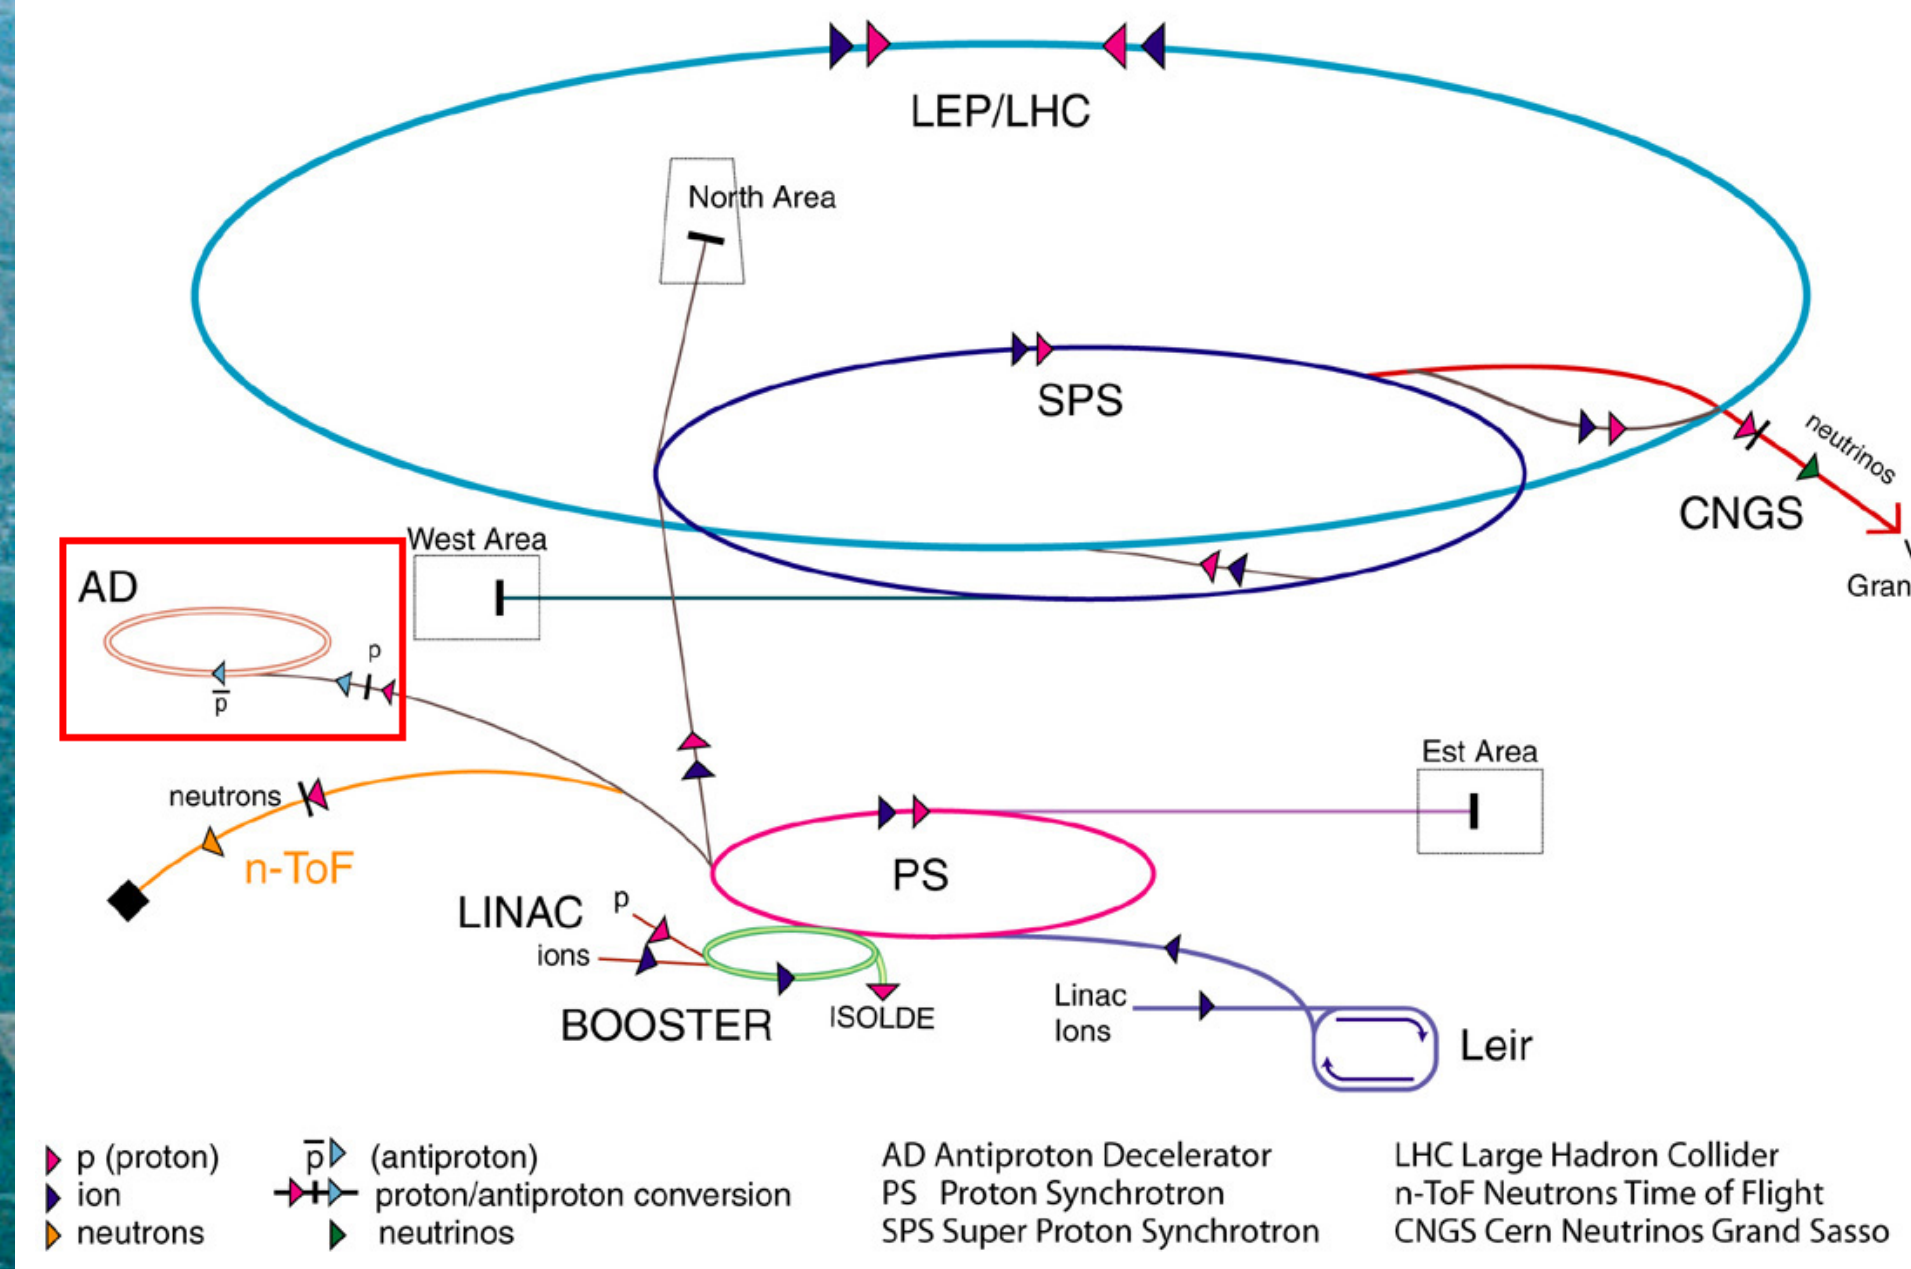 LEP/LHC
North Area
SPS
neutrinos
CNGS
Gran
West Area
AD
p
p̅
Est Area
neutrons
n-ToF
PS
LINAC
p
ions
BOOSTER
ISOLDE
Linac
Ions
Leir
p (proton)
ion
neutrons
p̅ (antiproton)
proton/antiproton conversion
neutrinos
AD Antiproton Decelerator
PS Proton Synchrotron
SPS Super Proton Synchrotron
LHC Large Hadron Collider
n-ToF Neutrons Time of Flight
CNGS Cern Neutrinos Grand Sasso